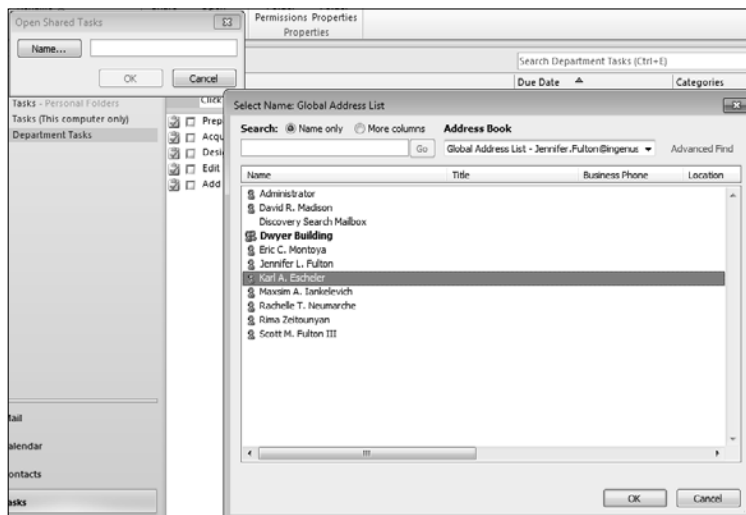 Open Shared Tasks
Name...
OK
Cancel
Permissions Properties
Properties
Search Department Tasks (Ctrl+E)
Due Date
Categories
Tasks - Personal Folders
Tasks (This computer only)
Department Tasks
Click
Prep
Acqu
Desi
Edit
Add
Select Name: Global Address List
Search: Name only More columns Address Book
Go Global Address List - Jennifer.Fulton@ingenus Advanced Find
Name Title Business Phone Location
Administrator
David R. Madison
Discovery Search Mailbox
Dwyer Building
Eric C. Montoya
Jennifer L. Fulton
Karl A. Escheler
Maxsim A. Iankelevich
Rachelle T. Neumarche
Rima Zeitounyan
Scott M. Fulton III
ail
alendar
ontacts
asks
OK Cancel